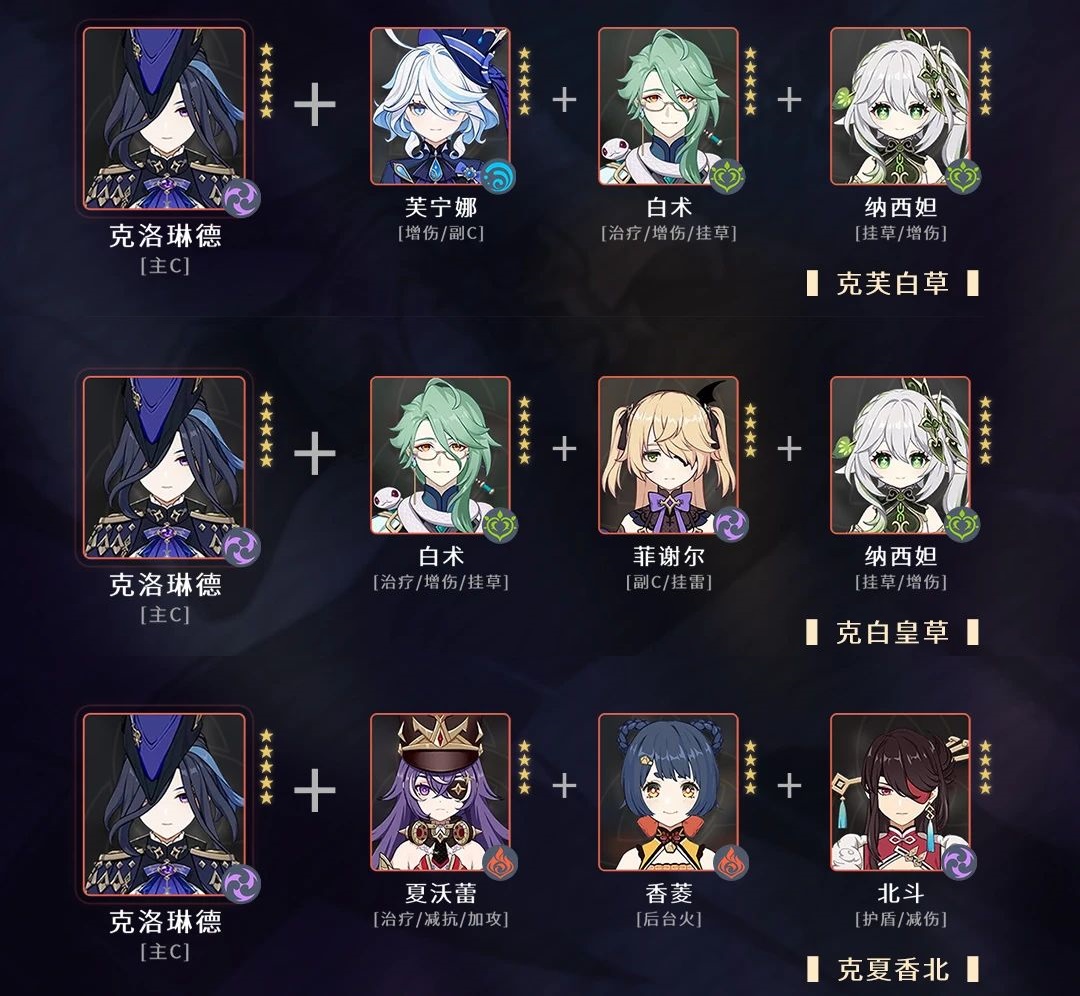 克洛琳德
[主C]
芙宁娜
[增伤/副C]
白术
[治疗/增伤/挂草]
纳西妲
[挂草/增伤]
克芙白草
克洛琳德
[主C]
白术
[治疗/增伤/挂草]
菲谢尔
[副C/挂雷]
纳西妲
[挂草/增伤]
克白皇草
克洛琳德
[主C]
夏沃蕾
[治疗/减抗/加攻]
香菱
[后台火]
北斗
[护盾/减伤]
克夏香北